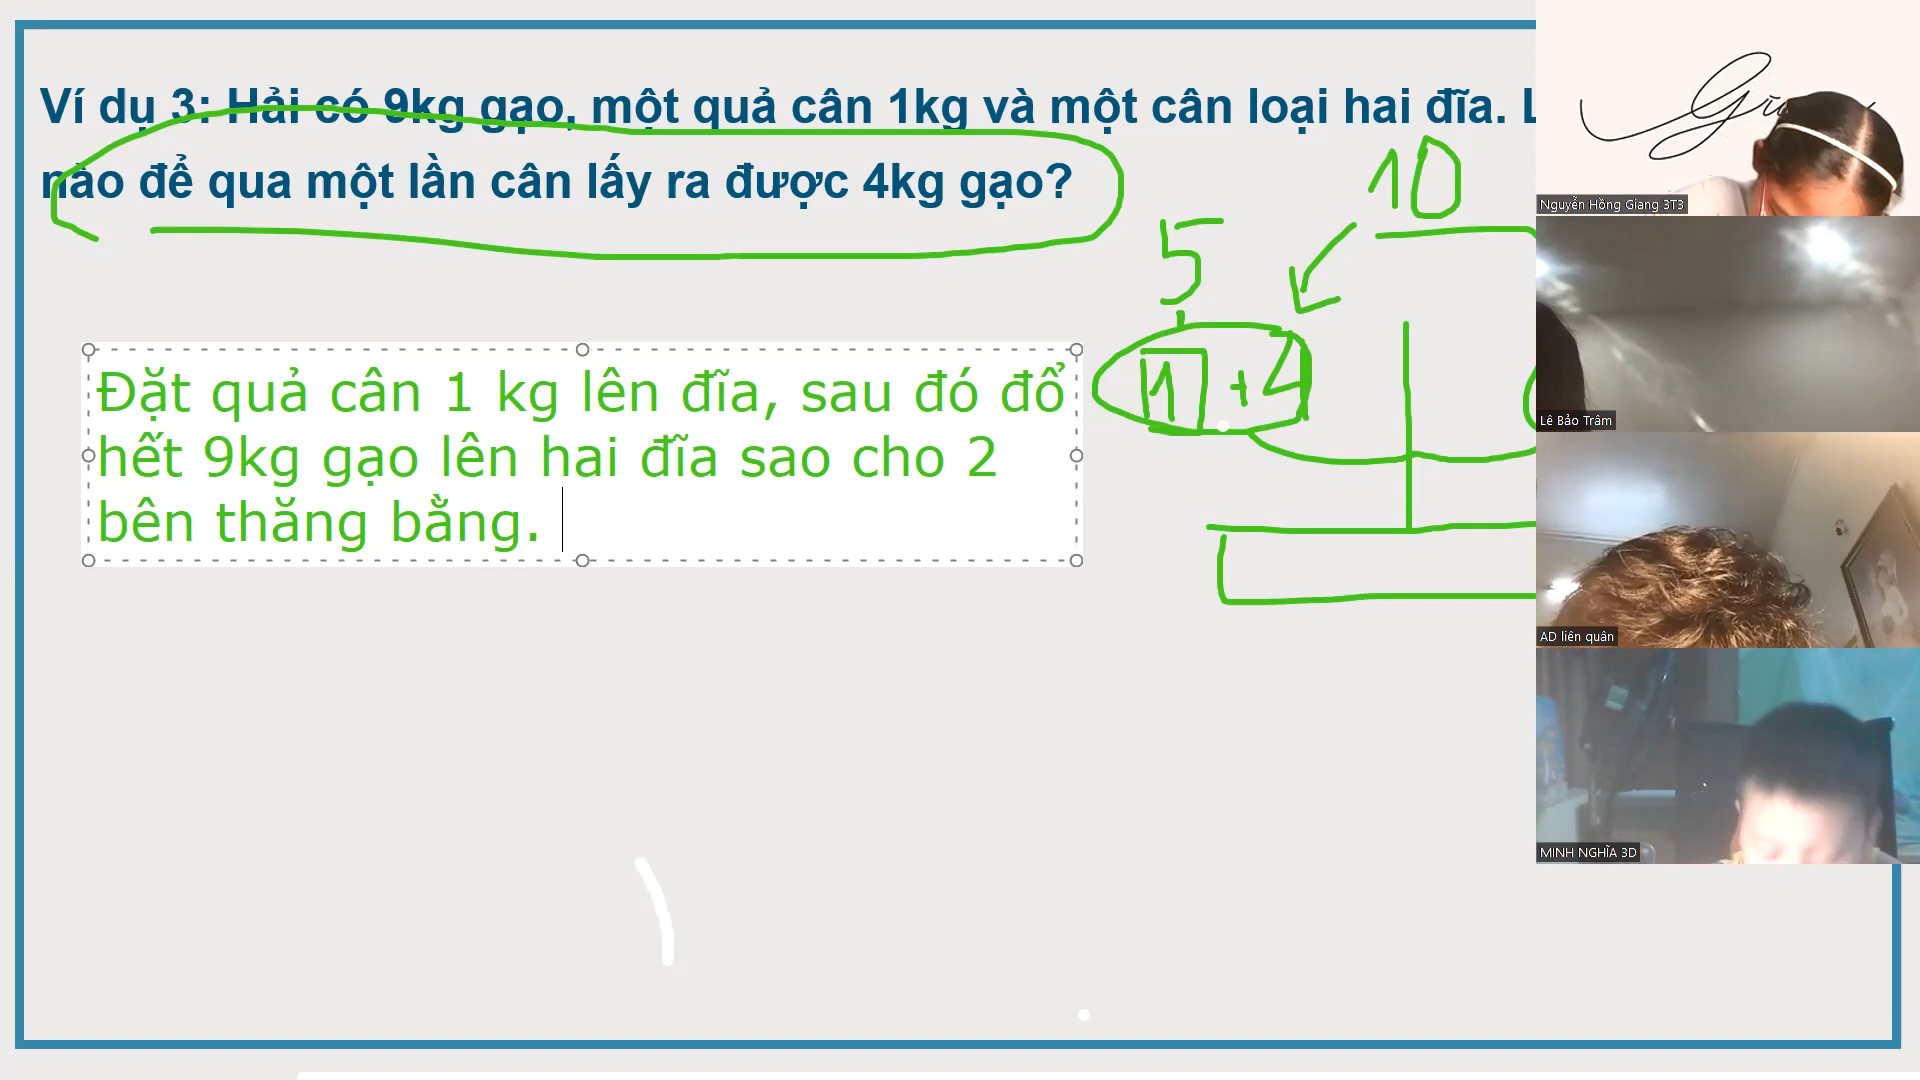 Ví dụ 3: Hải có 9kg gạo, một quả cân 1kg và một cân loại hai đĩa. L
nào để qua một lần cân lấy ra được 4kg gạo?
10
5
1 + 4
Đặt quả cân 1 kg lên đĩa, sau đó đổ
hết 9kg gạo lên hai đĩa sao cho 2
bên thăng bằng.
Nguyễn Hồng Giang 3T3
Lê Bảo Trâm
AD liên quân
MINH NGHĨA 3D